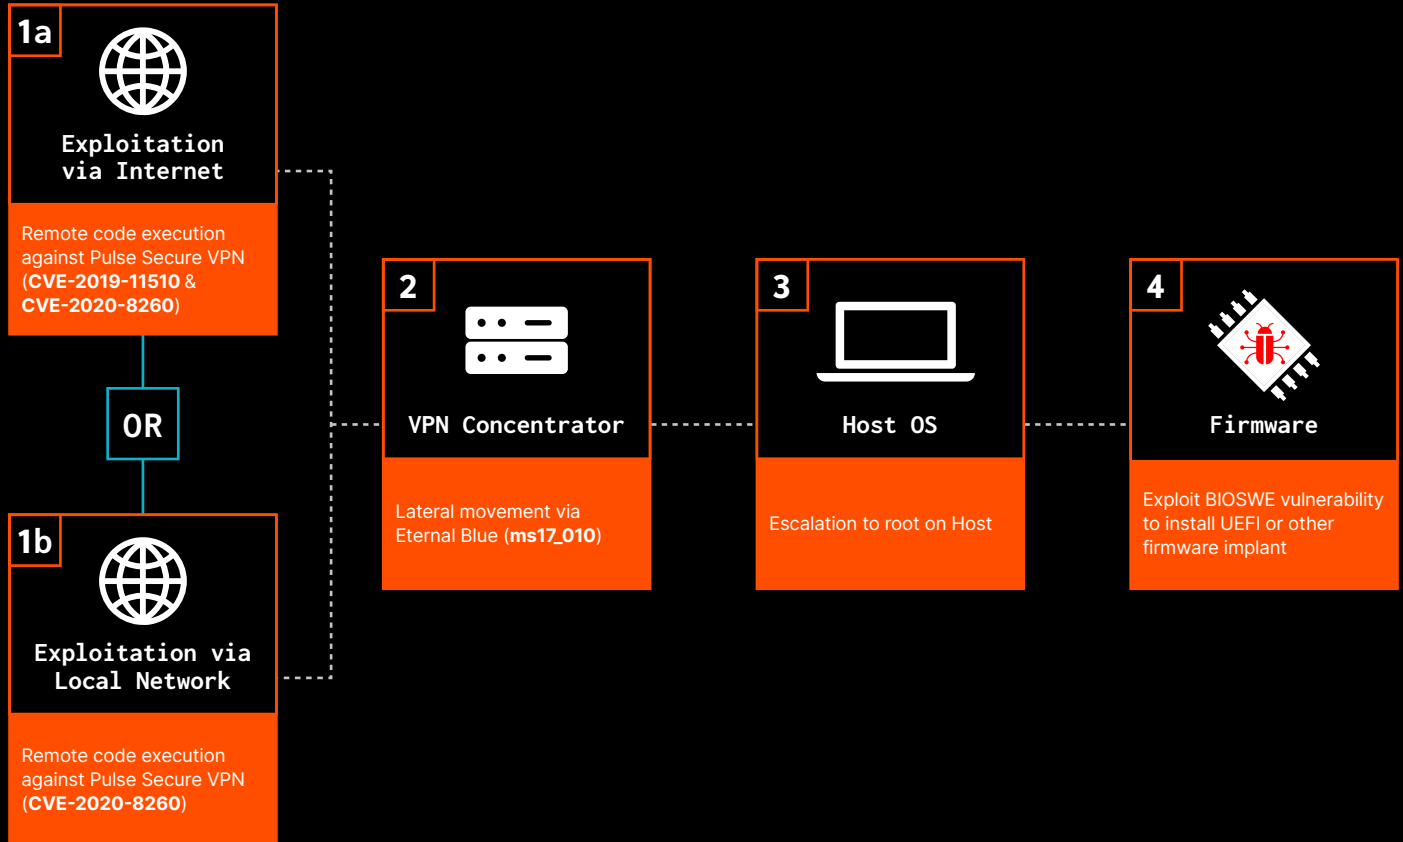 1a
Exploitation
via Internet
Remote code execution
against Pulse Secure VPN
(CVE-2019-11510 &
CVE-2020-8260)
OR
1b
Exploitation via
Local Network
Remote code execution
against Pulse Secure VPN
(CVE-2020-8260)
2
VPN Concentrator
Lateral movement via
Eternal Blue (ms17_010)
3
Host OS
Escalation to root on Host
4
Firmware
Exploit BIOSWE vulnerability
to install UEFI or other
firmware implant